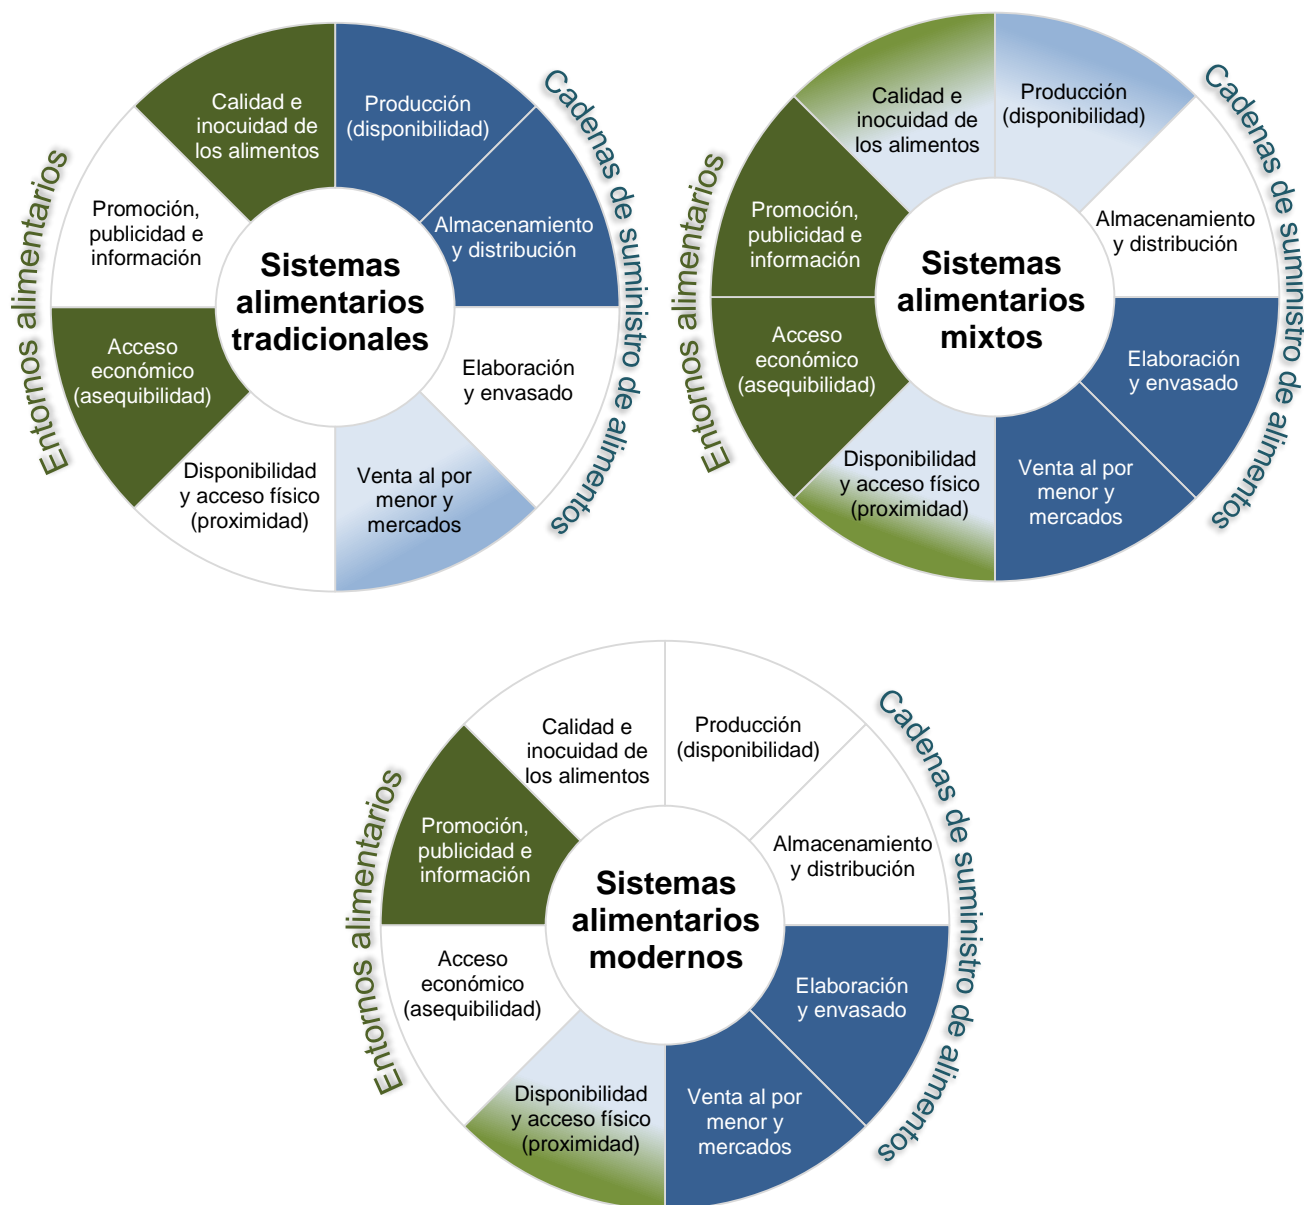 Entornos alimentarios
Cadenas de suministro de alimentos
Calidad e
inocuidad de
los alimentos
Producción
(disponibilidad)
Promoción,
publicidad e
información
Almacenamiento
y distribución
Sistemas
alimentarios
tradicionales
Acceso
económico
(asequibilidad)
Elaboración
y envasado
Disponibilidad
y acceso físico
(proximidad)
Venta al por
menor y
mercados
Entornos alimentarios
Cadenas de suministro de alimentos
Calidad e
inocuidad de
los alimentos
Producción
(disponibilidad)
Promoción,
publicidad e
información
Almacenamiento
y distribución
Sistemas
alimentarios
mixtos
Acceso
económico
(asequibilidad)
Elaboración
y envasado
Disponibilidad
y acceso físico
(proximidad)
Venta al por
menor y
mercados
Entornos alimentarios
Cadenas de suministro de alimentos
Calidad e
inocuidad de
los alimentos
Producción
(disponibilidad)
Promoción,
publicidad e
información
Almacenamiento
y distribución
Sistemas
alimentarios
modernos
Acceso
económico
(asequibilidad)
Elaboración
y envasado
Disponibilidad
y acceso físico
(proximidad)
Venta al por
menor y
mercados